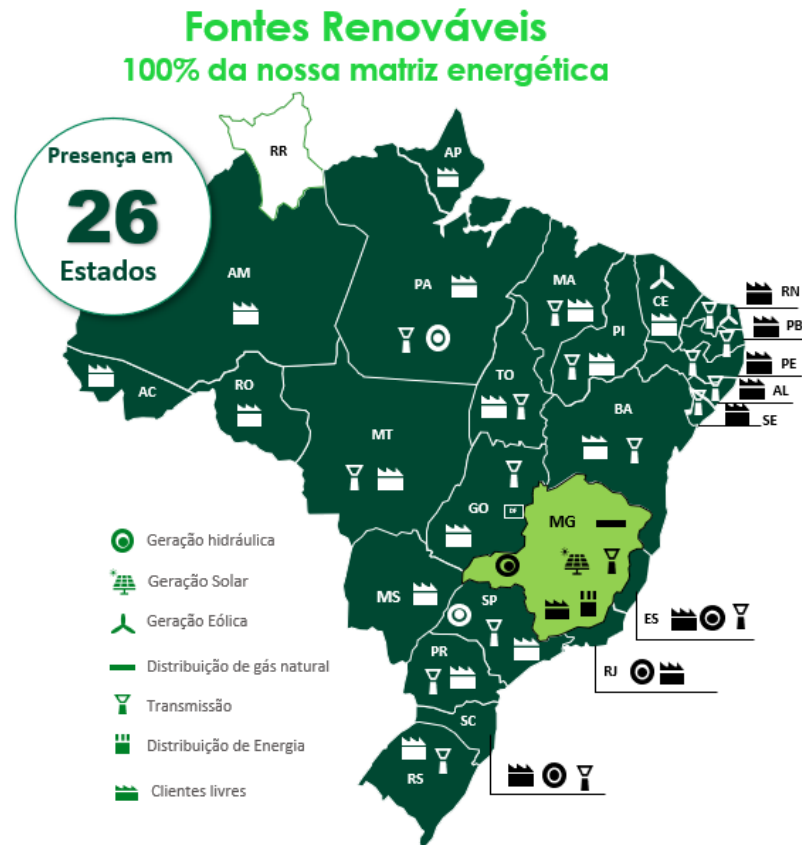 Fontes Renováveis
100% da nossa matriz energética
Presença em
26
Estados
RR
AP
AM
PA
MA
CE
RN
PB
PI
PE
AC
RO
TO
AL
BA
SE
MT
GO
DF
MG
MS
SP
ES
PR
RJ
SC
RS
Geração hidráulica
Geração Solar
Geração Eólica
Distribuição de gás natural
Transmissão
Distribuição de Energia
Clientes livres